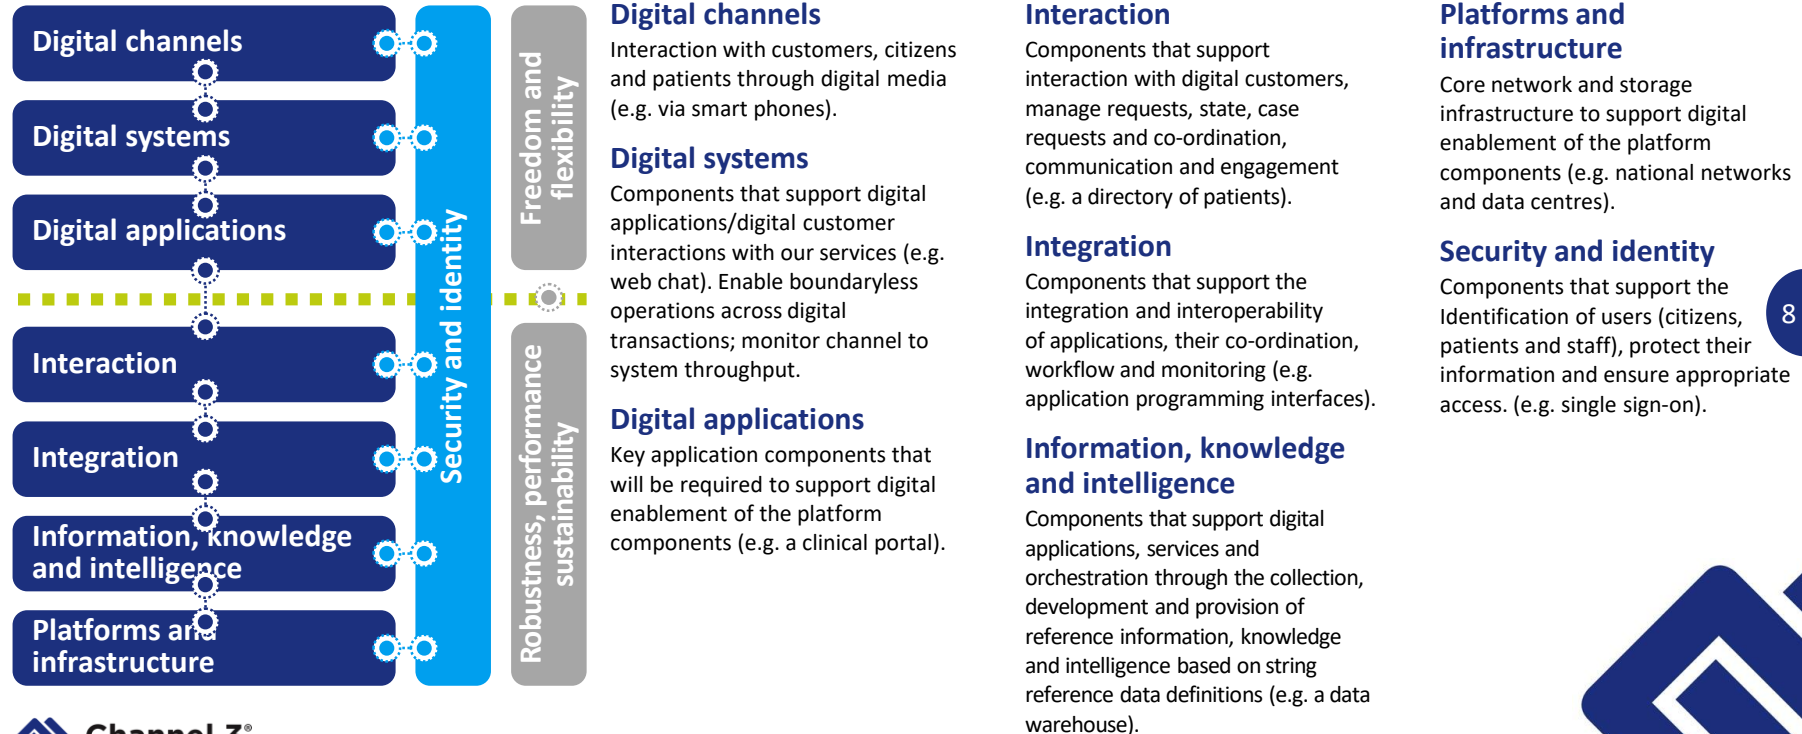 Digital channels
Digital systems
Digital applications
Interaction
Integration
Information, knowledge
and intelligence
Platforms and
infrastructure
Security and identity
Freedom and
flexibility
Robustness, performance
sustainability
Digital channels
Interaction with customers, citizens
and patients through digital media
(e.g. via smart phones).
Digital systems
Components that support digital
applications/digital customer
interactions with our services (e.g.
web chat). Enable boundaryless
operations across digital
transactions; monitor channel to
system throughput.
Digital applications
Key application components that
will be required to support digital
enablement of the platform
components (e.g. a clinical portal).
Interaction
Components that support
interaction with digital customers,
manage requests, state, case
requests and co-ordination,
communication and engagement
(e.g. a directory of patients).
Integration
Components that support the
integration and interoperability
of applications, their co-ordination,
workflow and monitoring (e.g.
application programming interfaces).
Information, knowledge
and intelligence
Components that support digital
applications, services and
orchestration through the collection,
development and provision of
reference information, knowledge
and intelligence based on string
reference data definitions (e.g. a data
warehouse).
Platforms and
infrastructure
Core network and storage
infrastructure to support digital
enablement of the platform
components (e.g. national networks
and data centres).
Security and identity
Components that support the
Identification of users (citizens,
patients and staff), protect their
information and ensure appropriate
access. (e.g. single sign-on).
8
Channel 3®